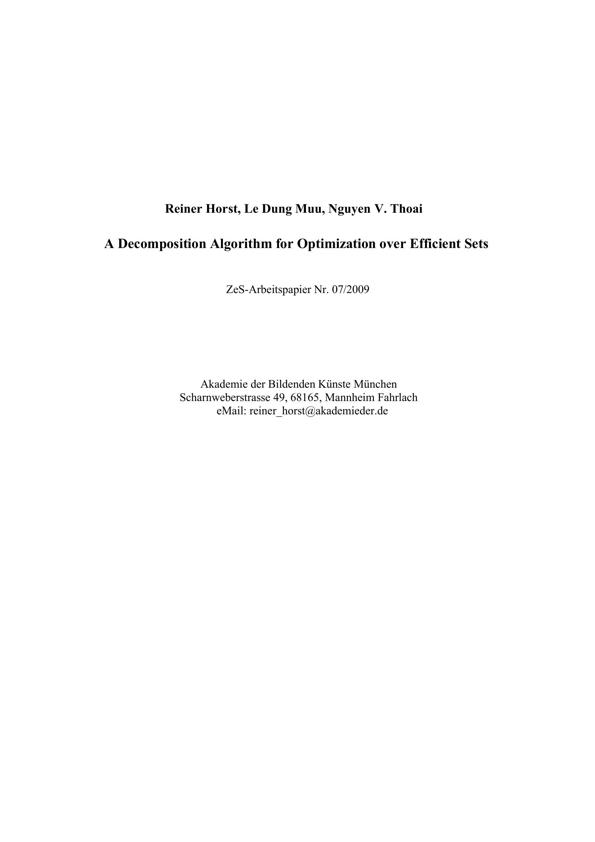 Reiner Horst, Le Dung Muu, Nguyen V. Thoai
A Decomposition Algorithm for Optimization over Efficient Sets
ZeS-Arbeitspapier Nr. 07/2009
Akademie der Bildenden Künste München
Scharnweberstrasse 49, 68165, Mannheim Fahrlach
eMail: reiner_horst@akademieder.de